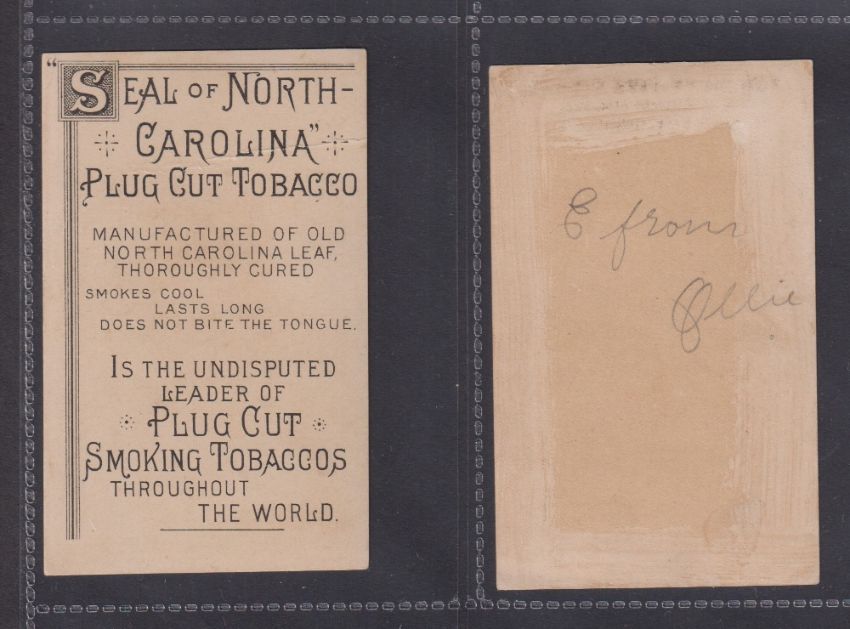 "SEAL OF NORTH-
CAROLINA"
PLUG CUT TOBACCO
MANUFACTURED OF OLD
NORTH CAROLINA LEAF,
THOROUGHLY CURED
SMOKES COOL
LASTS LONG
DOES NOT BITE THE TONGUE.
IS THE UNDISPUTED
LEADER OF
PLUG CUT
SMOKING TOBACCOS
THROUGHOUT
THE WORLD.
E from
Ollie